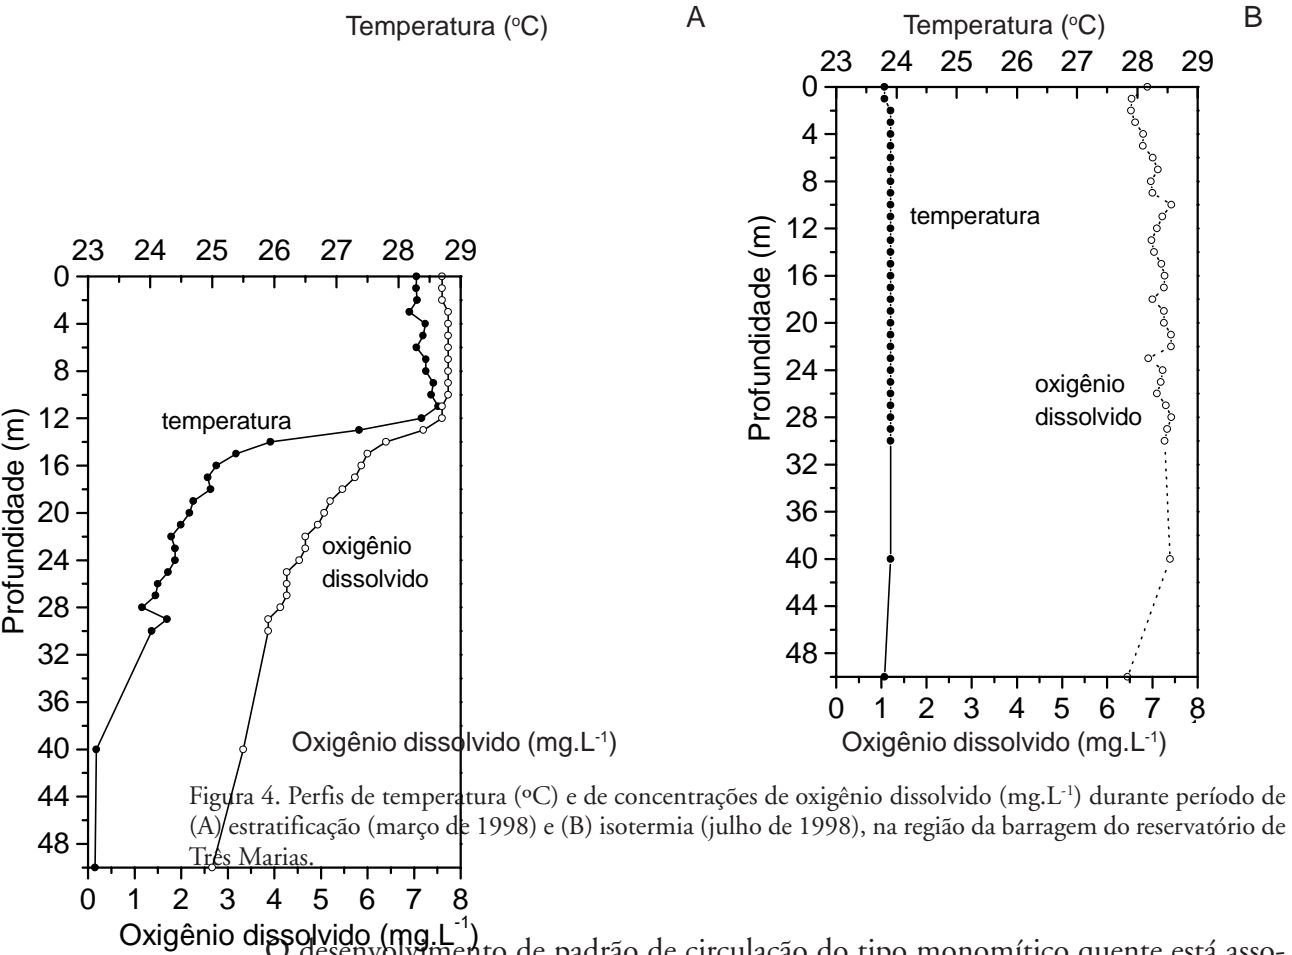 Temperatura (ºC)
A
23 24 25 26 27 28 29
0
4
8
12
16
20
24
28
32
36
40
44
48
Profundidade (m)
temperatura
oxigênio
dissolvido
Oxigênio dissolvido (mg.L-1)
0 1 2 3 4 5 6 7 8
Oxigênio dissolvido (mg.L-1)
Temperatura (ºC)
B
23 24 25 26 27 28 29
0
4
8
12
16
20
24
28
32
36
40
44
48
Profundidade (m)
temperatura
oxigênio
dissolvido
0 1 2 3 4 5 6 7 8
Oxigênio dissolvido (mg.L-1)
Figura 4. Perfis de temperatura (ºC) e de concentrações de oxigênio dissolvido (mg.L-1) durante período de
(A) estratificação (março de 1998) e (B) isotermia (julho de 1998), na região da barragem do reservatório de
Três Marias.
O desenvolvimento de padrão de circulação do tipo monomítico quente está asso-